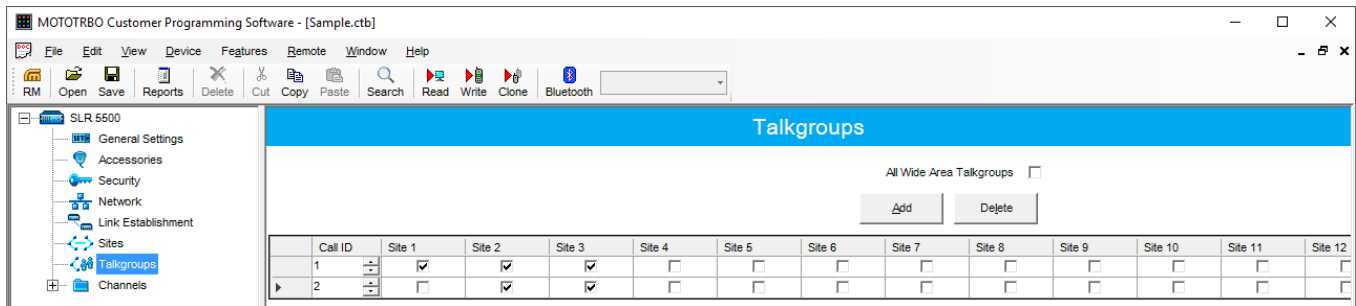 MOTOTRBO Customer Programming Software - [Sample.ctb]
File Edit View Device Features Remote Window Help
RM Open Save Reports Delete Cut Copy Paste Search Read Write Clone Bluetooth
SLR 5500
General Settings
Accessories
Security
Network
Link Establishment
Sites
Talkgroups
Channels
Talkgroups
All Wide Area Talkgroups
Add Delete
Call ID Site 1 Site 2 Site 3 Site 4 Site 5 Site 6 Site 7 Site 8 Site 9 Site 10 Site 11 Site 12
1
2